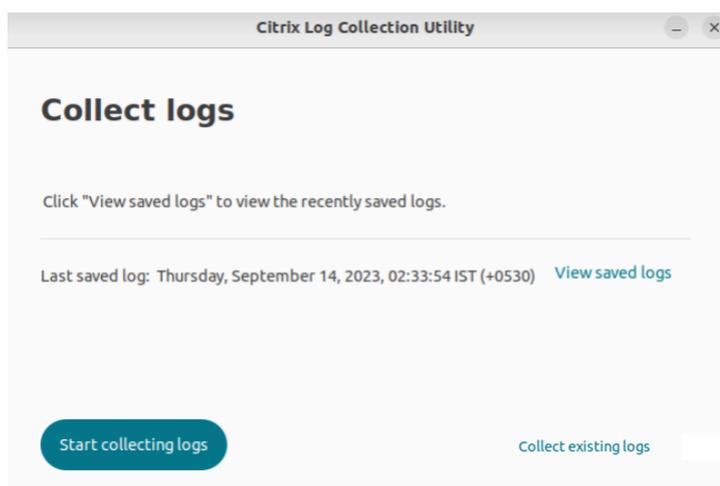 Citrix Log Collection Utility
Collect logs
Click "View saved logs" to view the recently saved logs.
Last saved log: Thursday, September 14, 2023, 02:33:54 IST (+0530) View saved logs
Start collecting logs Collect existing logs